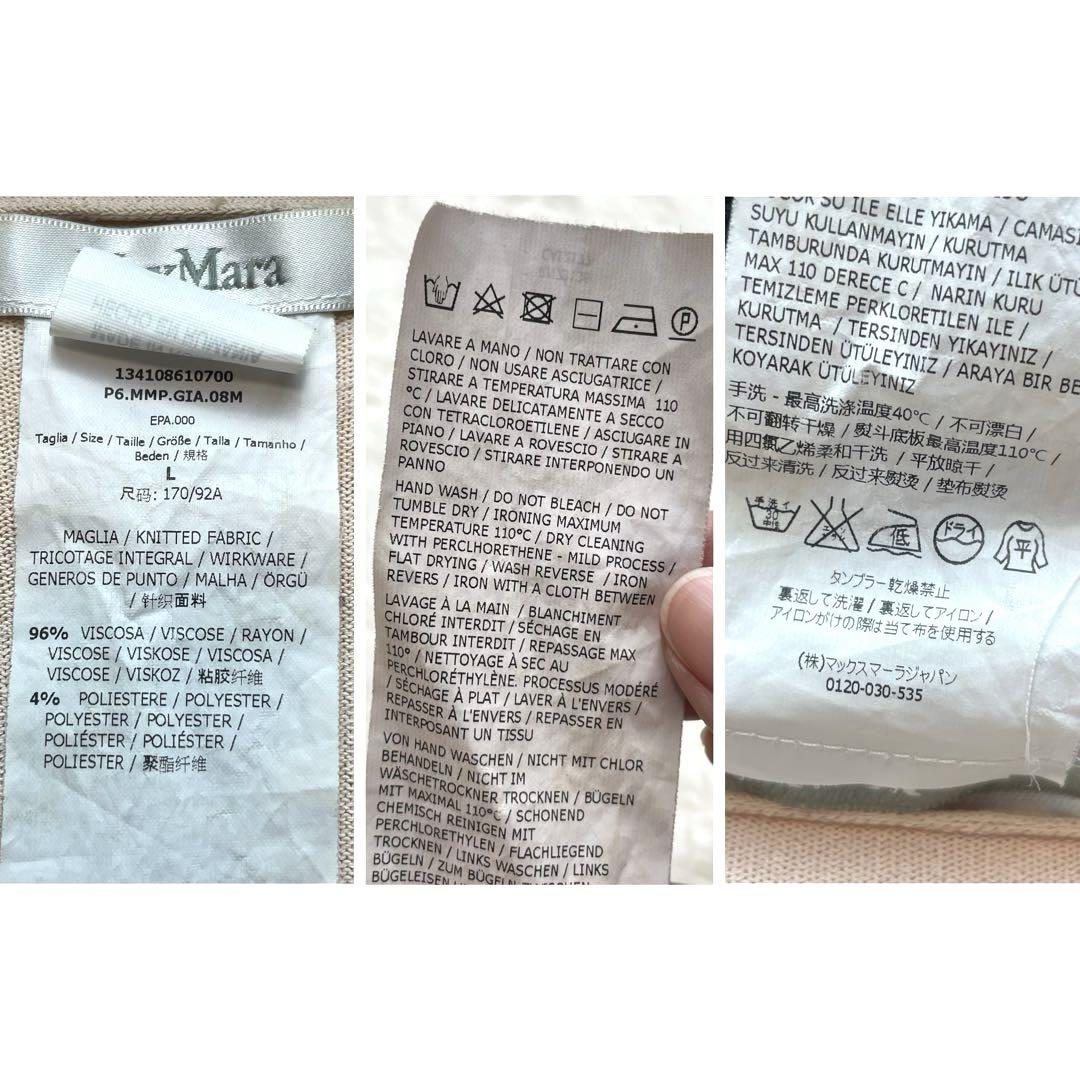 Mara
134108610700
P6.MMP.GIA.08M
EPA.000
Taglia / Size / Taille / Größe / Talla / Tamanho /
Beden / 規格
L
尺码: 170/92A
MAGLIA / KNITTED FABRIC /
TRICOTAGE INTEGRAL / WIRKWARE /
GENEROS DE PUNTO / MALHA / ÖRGÜ
/ 针织面料
96% VISCOSA / VISCOSE / RAYON /
VISCOSE / VISKOSE / VISCOSA /
VISCOSE / VISKOZ / 粘胶纤维
4% POLIESTERE / POLYESTER /
POLYESTER / POLYESTER /
POLIÉSTER / POLIÉSTER /
POLIESTER / 聚酯纤维
P
LAVARE A MANO / NON TRATTARE CON
CLORO / NON USARE ASCIUGATRICE /
STIRARE A TEMPERATURA MASSIMA 110
°C / LAVARE DELICATAMENTE A SECCO
CON TETRACLOROETILENE / ASCIUGARE IN
PIANO / LAVARE A ROVESCIO / STIRARE A
ROVESCIO / STIRARE INTERPONENDO UN
PANNO
HAND WASH / DO NOT BLEACH / DO NOT
TUMBLE DRY / IRONING MAXIMUM
TEMPERATURE 110°C / DRY CLEANING
WITH PERCHLORETHENE - MILD PROCESS /
FLAT DRYING / WASH REVERSE / IRON
REVERS / IRON WITH A CLOTH BETWEEN
LAVAGE À LA MAIN / BLANCHIMENT
CHLORÉ INTERDIT / SÉCHAGE EN
TAMBOUR INTERDIT / REPASSAGE MAX
110° / NETTOYAGE À SEC AU
PERCHLORÉTHYLÈNE. PROCESSUS MODÉRÉ
/ SÉCHAGE À PLAT / LAVER À L'ENVERS /
REPASSER À L'ENVERS / REPASSER EN
INTERPOSANT UN TISSU
VON HAND WASCHEN / NICHT MIT CHLOR
BEHANDELN / NICHT IM
WÄSCHETROCKNER TROCKNEN / BÜGELN
MIT MAXIMAL 110°C / SCHONEND
CHEMISCH REINIGEN MIT
PERCHLORETHYLEN / FLACHLIEGEND
TROCKNEN / LINKS WASCHEN / LINKS
BÜGELN / ZUM BÜGELN ZWISCHEN
BÜGELEISEN
SU ILE ELLE YIKAMA / CAMASI
SUYU KULLANMAYIN / KURUTMA
TAMBURUNDA KURUTMAYIN / ILIK ÜTÜ
MAX 110 DERECE C / NARIN KURU
TEMIZLEME PERKLORETILEN ILE /
KURUTMA / TERSINDEN YIKAYINIZ /
TERSINDEN ÜTÜLEYINIZ / ARAYA BIR BE
KOYARAK ÜTÜLEYINIZ
手洗 - 最高洗涤温度40℃ / 不可漂白 /
不可翻转干燥 / 熨斗底板最高温度110℃ /
用四氯乙烯柔和干洗 / 平放晾干 /
反过来清洗 / 反过来熨烫 / 垫布熨烫
手洗イ 30 中性 低 ドライ 平
タンブラー乾燥禁止
裏返して洗濯 / 裏返してアイロン/
アイロンがけの際は当て布を使用する
(株)マックスマーラジャパン
0120-030-535